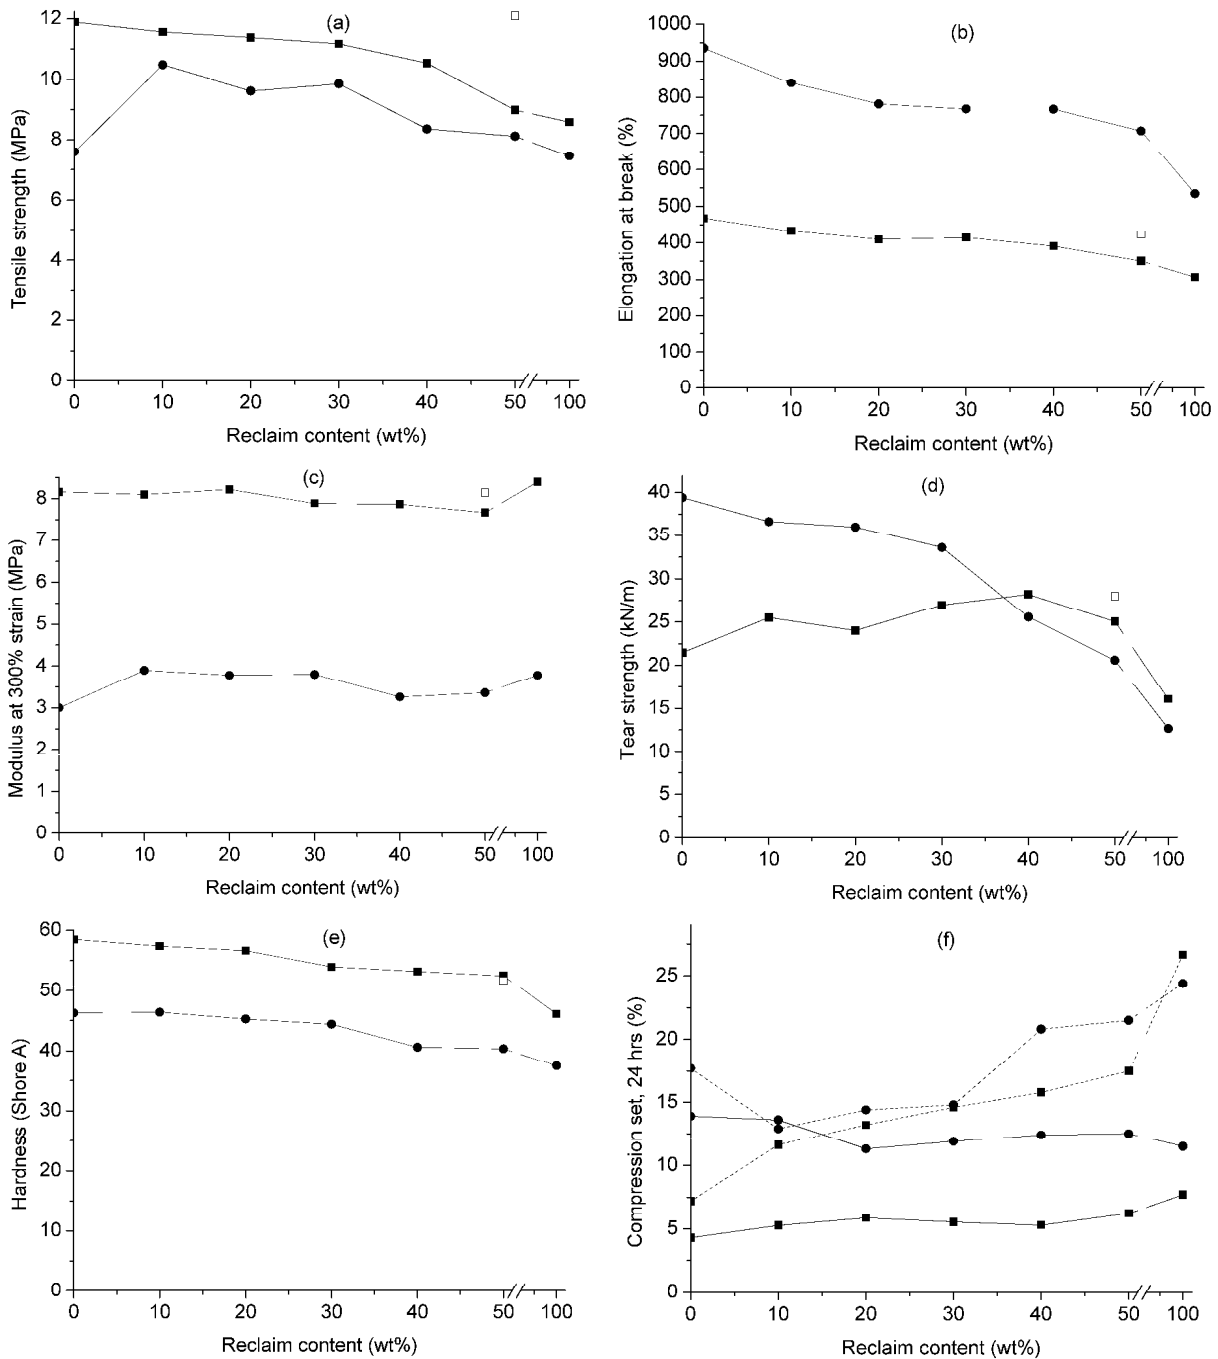 (a)
Tensile strength (MPa)
12
10
8
6
4
2
0
0 10 20 30 40 50 100
Reclaim content (wt%)
(b)
Elongation at break (%)
1000
900
800
700
600
500
400
300
200
100
0
0 10 20 30 40 50 100
Reclaim content (wt%)
(c)
Modulus at 300% strain (MPa)
8
7
6
5
4
3
2
1
0
0 10 20 30 40 50 100
Reclaim content (wt%)
(d)
Tear strength (kN/m)
40
35
30
25
20
15
10
5
0
0 10 20 30 40 50 100
Reclaim content (wt%)
(e)
Hardness (Shore A)
60
50
40
30
20
10
0
0 10 20 30 40 50 100
Reclaim content (wt%)
(f)
Compression set, 24 hrs (%)
25
20
15
10
5
0
0 10 20 30 40 50 100
Reclaim content (wt%)